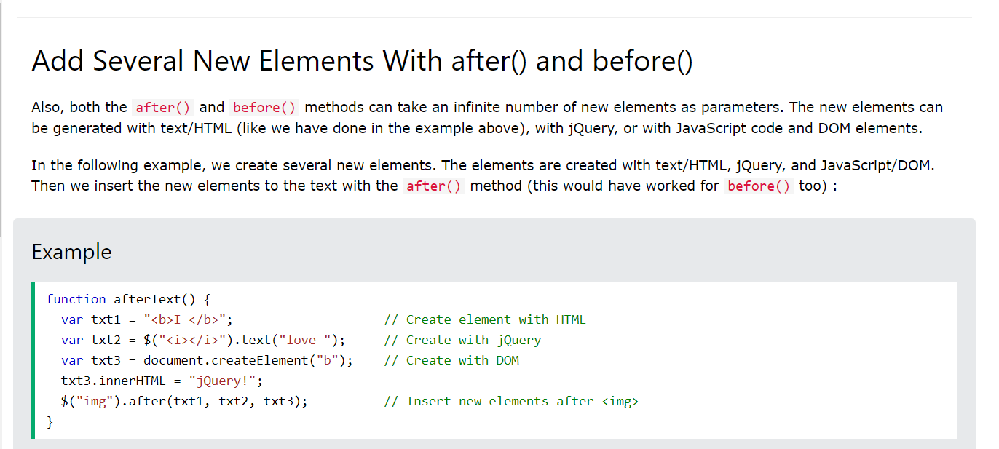 Add Several New Elements With after() and before()
Also, both the after() and before() methods can take an infinite number of new elements as parameters. The new elements can
be generated with text/HTML (like we have done in the example above), with jQuery, or with JavaScript code and DOM elements.
In the following example, we create several new elements. The elements are created with text/HTML, jQuery, and JavaScript/DOM.
Then we insert the new elements to the text with the after() method (this would have worked for before() too) :
Example
function afterText() {
  var txt1 = "<b>I </b>";                    // Create element with HTML
  var txt2 = $("<i></i>").text("love ");     // Create with jQuery
  var txt3 = document.createElement("b");    // Create with DOM
  txt3.innerHTML = "jQuery!";
  $("img").after(txt1, txt2, txt3);          // Insert new elements after <img>
}